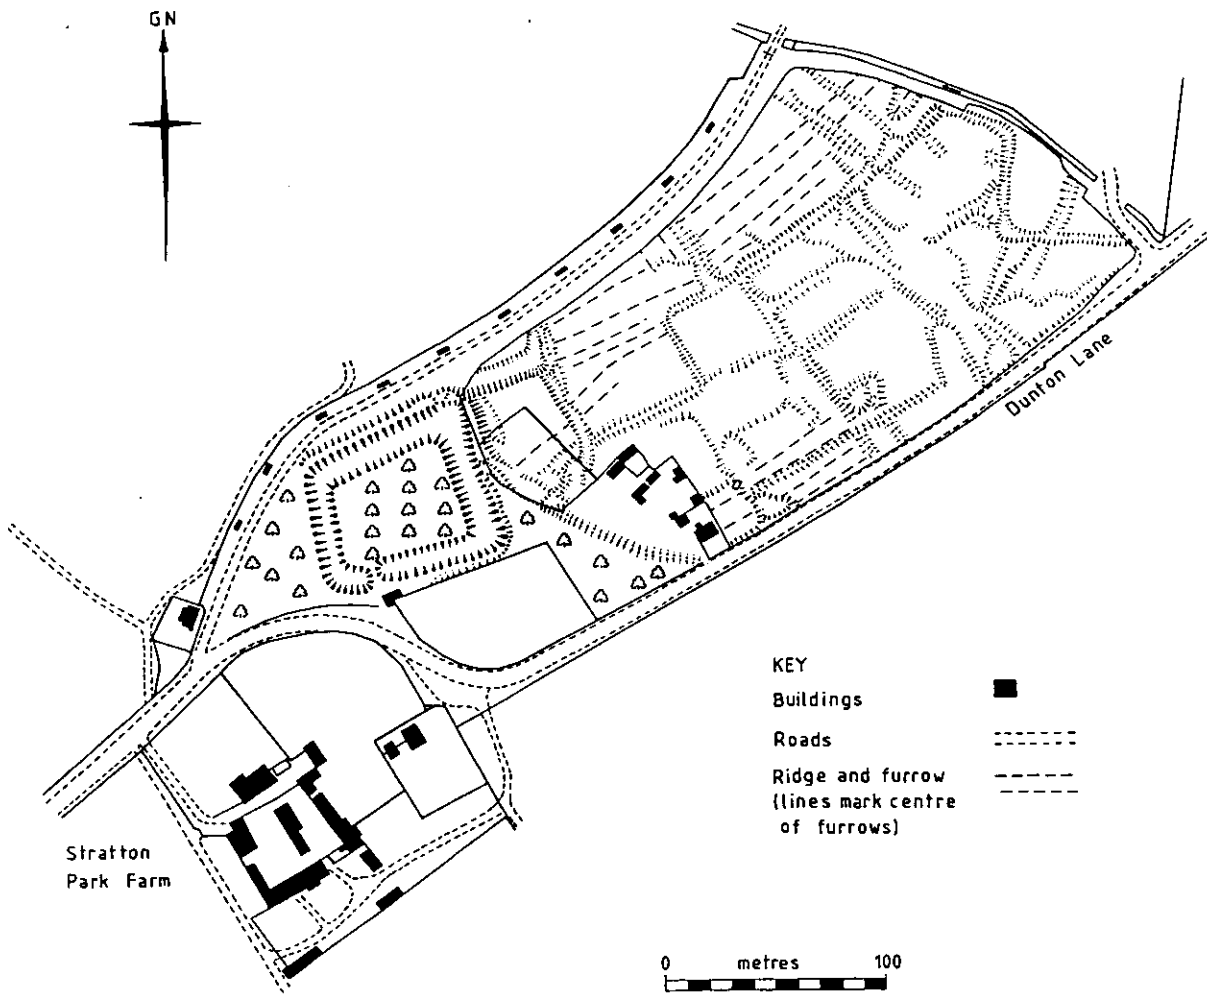 GN
Dunton Lane
KEY
Buildings
Roads
Ridge and furrow
(lines mark centre
of furrows)
Stratton
Park Farm
0 metres 100